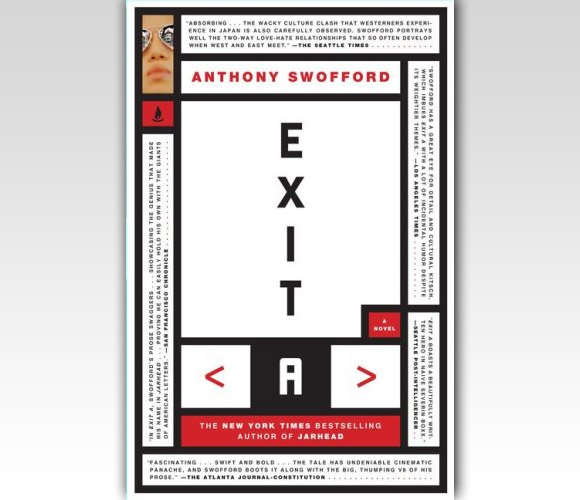 "ABSORBING . . . THE WACKY CULTURE CLASH THAT WESTERNERS EXPERI-
ENCE IN JAPAN IS ALSO CAREFULLY OBSERVED. SWOFFORD PORTRAYS
WELL THE TWO-WAY LOVE-HATE RELATIONSHIPS THAT SO OFTEN DEVELOP
WHEN WEST AND EAST MEET." —THE SEATTLE TIMES
ANTHONY SWOFFORD
"SWOFFORD HAS A GREAT EYE FOR DETAIL AND CULTURAL KITSCH,
WHICH IMBUES EXIT A WITH A LOT OF INCIDENTAL HUMOR DESPITE
ITS WEIGHTIER THEMES." —LOS ANGELES TIMES
EXIT
A
NOVEL
< A >
"IN EXIT A, SWOFFORD'S PROSE SWAGGERS . . . SHOWCASING THE GENIUS THAT MADE
HIS NAME IN JARHEAD . . . PROVING WE CAN EASILY HOLD HIS OWN WITH THE GIANTS
OF AMERICAN LETTERS." —SAN FRANCISCO CHRONICLE
"EXIT A BOASTS A BEAUTIFULLY WRIT-
TEN HERO IN NAIVE SEVERIN BOXX."
—SEATTLE POST-INTELLIGENCER
THE NEW YORK TIMES BESTSELLING
AUTHOR OF JARHEAD
"FASCINATING . . . SWIFT AND BOLD . . . THE TALE HAS UNDENIABLE CINEMATIC
PANACHE, AND SWOFFORD BOOTS IT ALONG WITH THE BIG, THUMPING V8 OF HIS
PROSE." —THE ATLANTA JOURNAL-CONSTITUTION